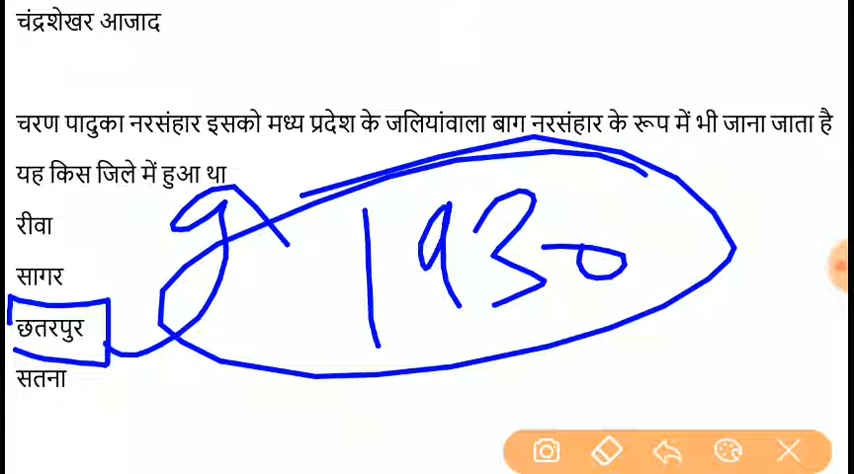 चंद्रशेखर आजाद
चरण पादुका नरसंहार इसको मध्य प्रदेश के जलियांवाला बाग नरसंहार के रूप में भी जाना जाता है
यह किस जिले में हुआ था
रीवा
सागर
छतरपुर
सतना
1930